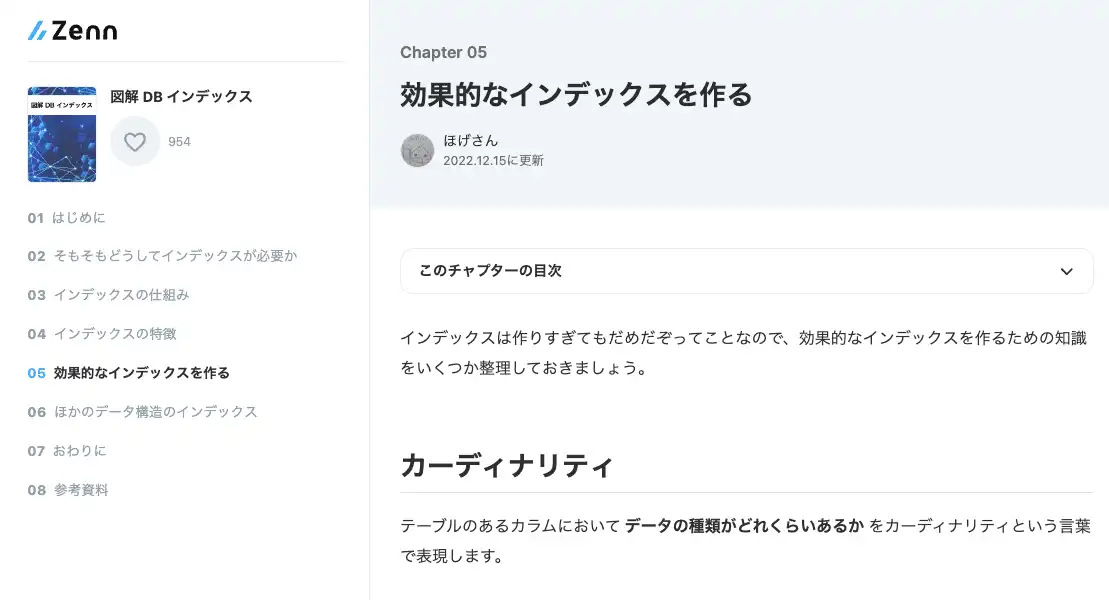 Zenn
図解 DB インデックス
図解 DB インデックス
954
01 はじめに
02 そもそもどうしてインデックスが必要か
03 インデックスの仕組み
04 インデックスの特徴
05 効果的なインデックスを作る
06 ほかのデータ構造のインデックス
07 おわりに
08 参考資料
Chapter 05
効果的なインデックスを作る
ほげさん
2022.12.15に更新
このチャプターの目次
インデックスは作りすぎてもだめだぞってことなので、効果的なインデックスを作るための知識
をいくつか整理しておきましょう。
カーディナリティ
テーブルのあるカラムにおいて データの種類がどれくらいあるか をカーディナリティという言葉
で表現します。